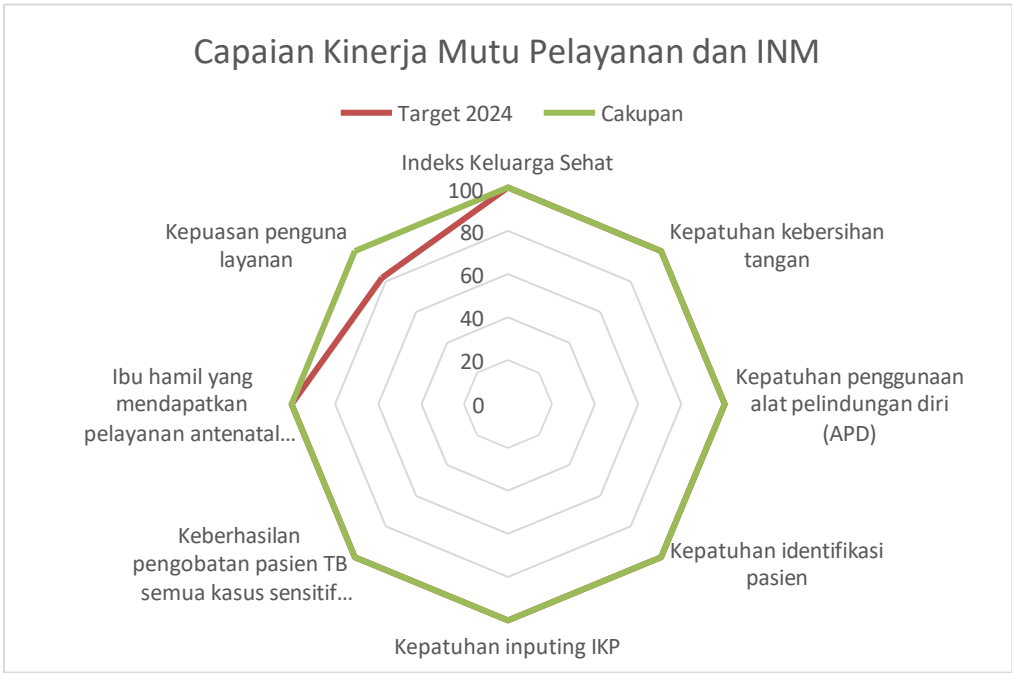 Capaian Kinerja Mutu Pelayanan dan INM
Target 2024
Cakupan
Indeks Keluarga Sehat
100
80
60
40
20
0
Kepatuhan kebersihan
tangan
Kepatuhan penggunaan
alat pelindungan diri
(APD)
Kepatuhan identifikasi
pasien
Kepatuhan inputing IKP
Keberhasilan
pengobatan pasien TB
semua kasus sensitif...
Ibu hamil yang
mendapatkan
pelayanan antenatal...
Kepuasan penguna
layanan